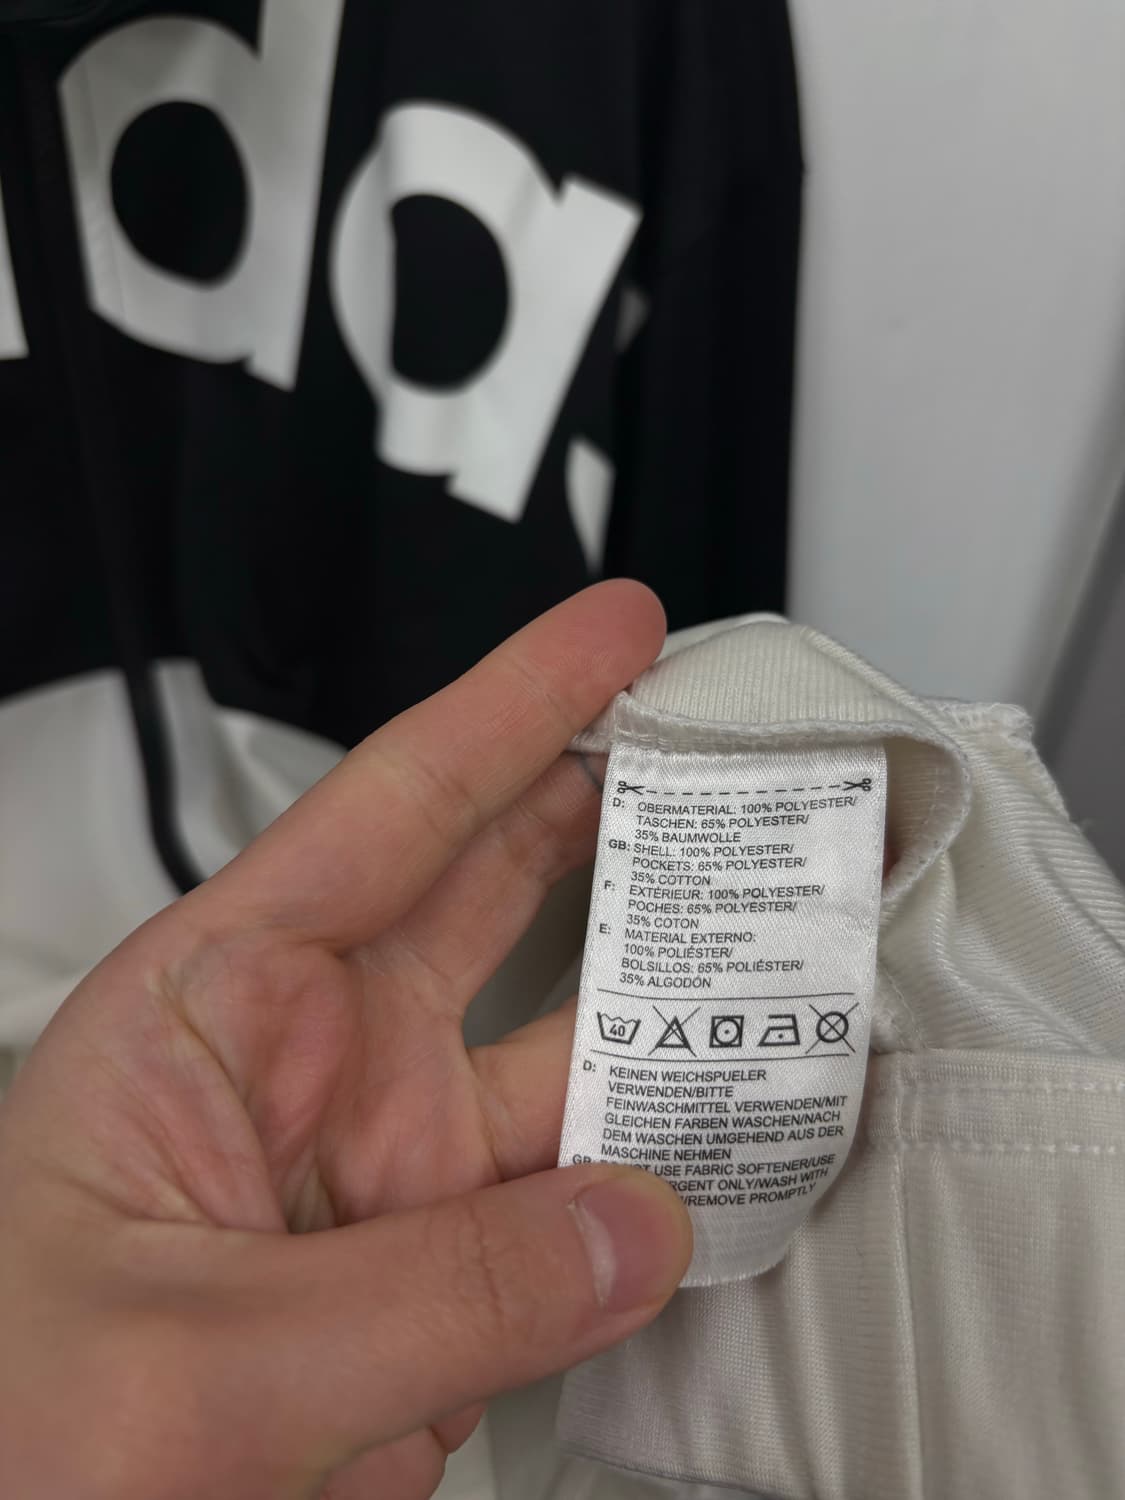 da
D: OBERMATERIAL: 100% POLYESTER/
TASCHEN: 65% POLYESTER/
35% BAUMWOLLE
GB: SHELL: 100% POLYESTER/
POCKETS: 65% POLYESTER/
35% COTTON
F: EXTÉRIEUR: 100% POLYESTER/
POCHES: 65% POLYESTER/
35% COTON
E: MATERIAL EXTERNO:
100% POLIÉSTER/
BOLSILLOS: 65% POLIÉSTER/
35% ALGODÓN
40
D: KEINEN WEICHSPUELER
VERWENDEN/BITTE
FEINWASCHMITTEL VERWENDEN/MIT
GLEICHEN FARBEN WASCHEN/NACH
DEM WASCHEN UMGEHEND AUS DER
MASCHINE NEHMEN
USE FABRIC SOFTENER/USE
ONLY/WASH WITH
/REMOVE PROMPTLY